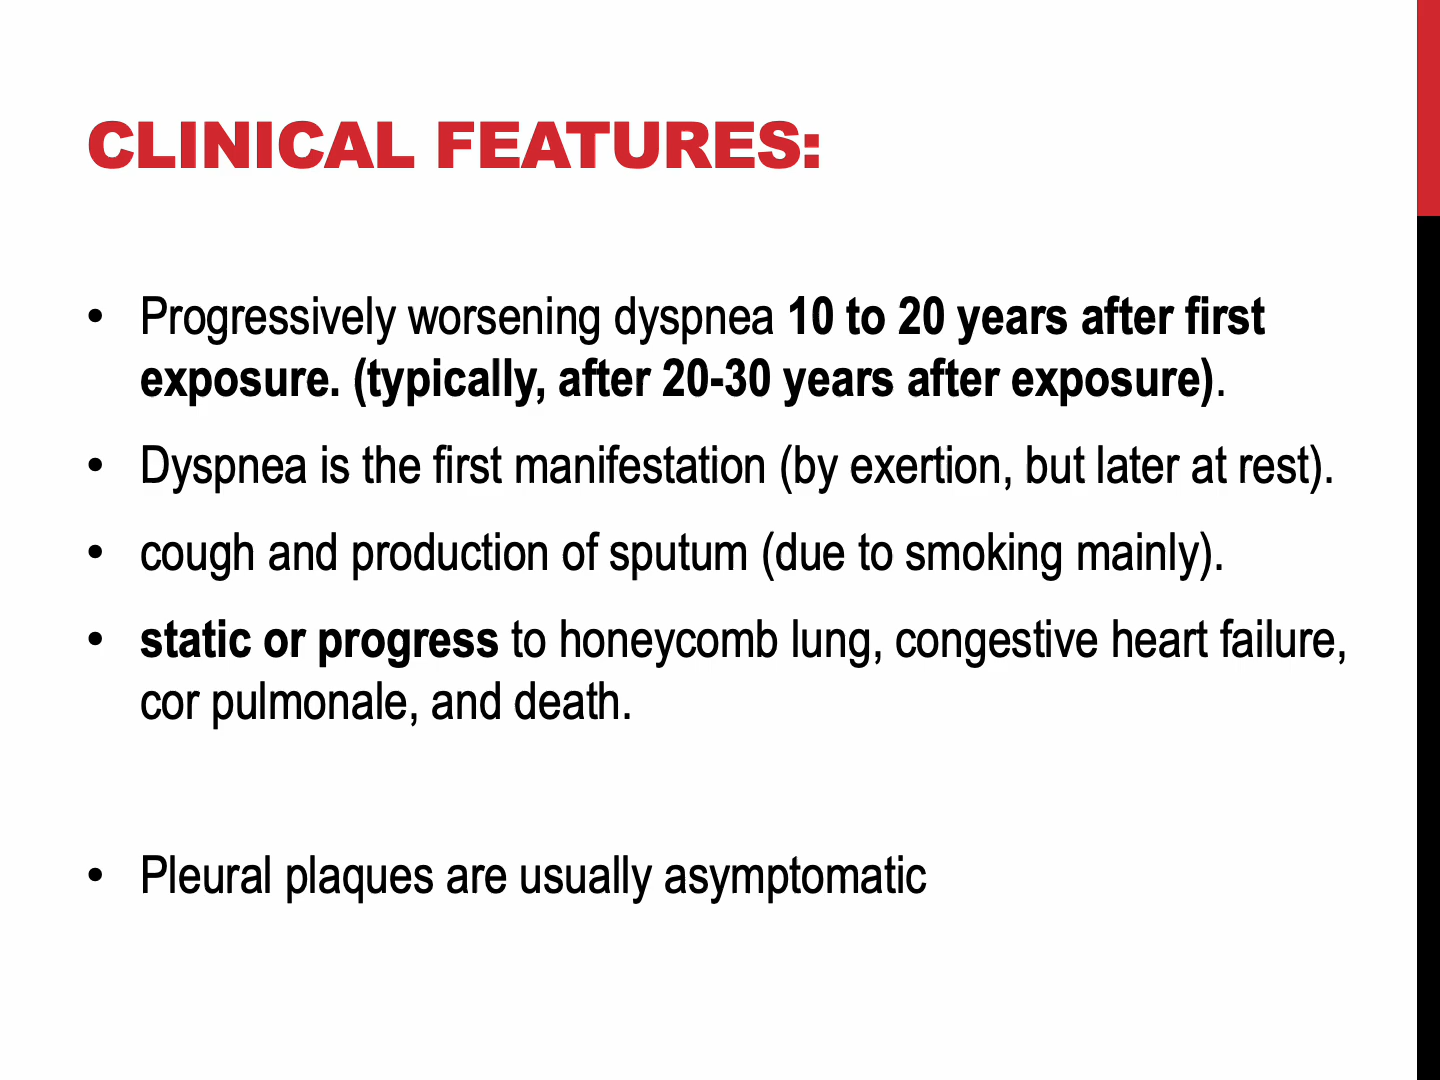 CLINICAL FEATURES:
• Progressively worsening dyspnea 10 to 20 years after first
exposure. (typically, after 20-30 years after exposure).
• Dyspnea is the first manifestation (by exertion, but later at rest).
• cough and production of sputum (due to smoking mainly).
• static or progress to honeycomb lung, congestive heart failure,
cor pulmonale, and death.
• Pleural plaques are usually asymptomatic